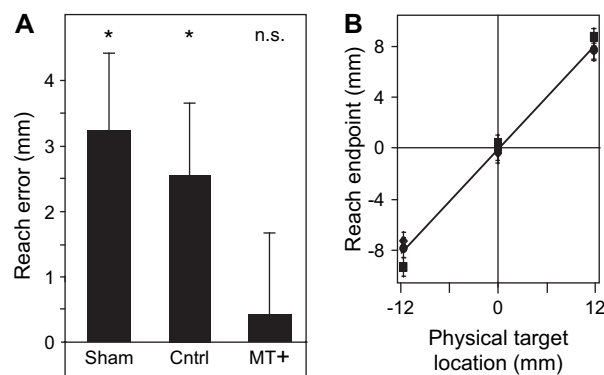 A
B
* * n.s.
Reach error (mm)
4
3
2
1
0
Sham Cntrl MT+
Reach endpoint (mm)
8
4
0
-4
-8
-12 0 12
Physical target
location (mm)